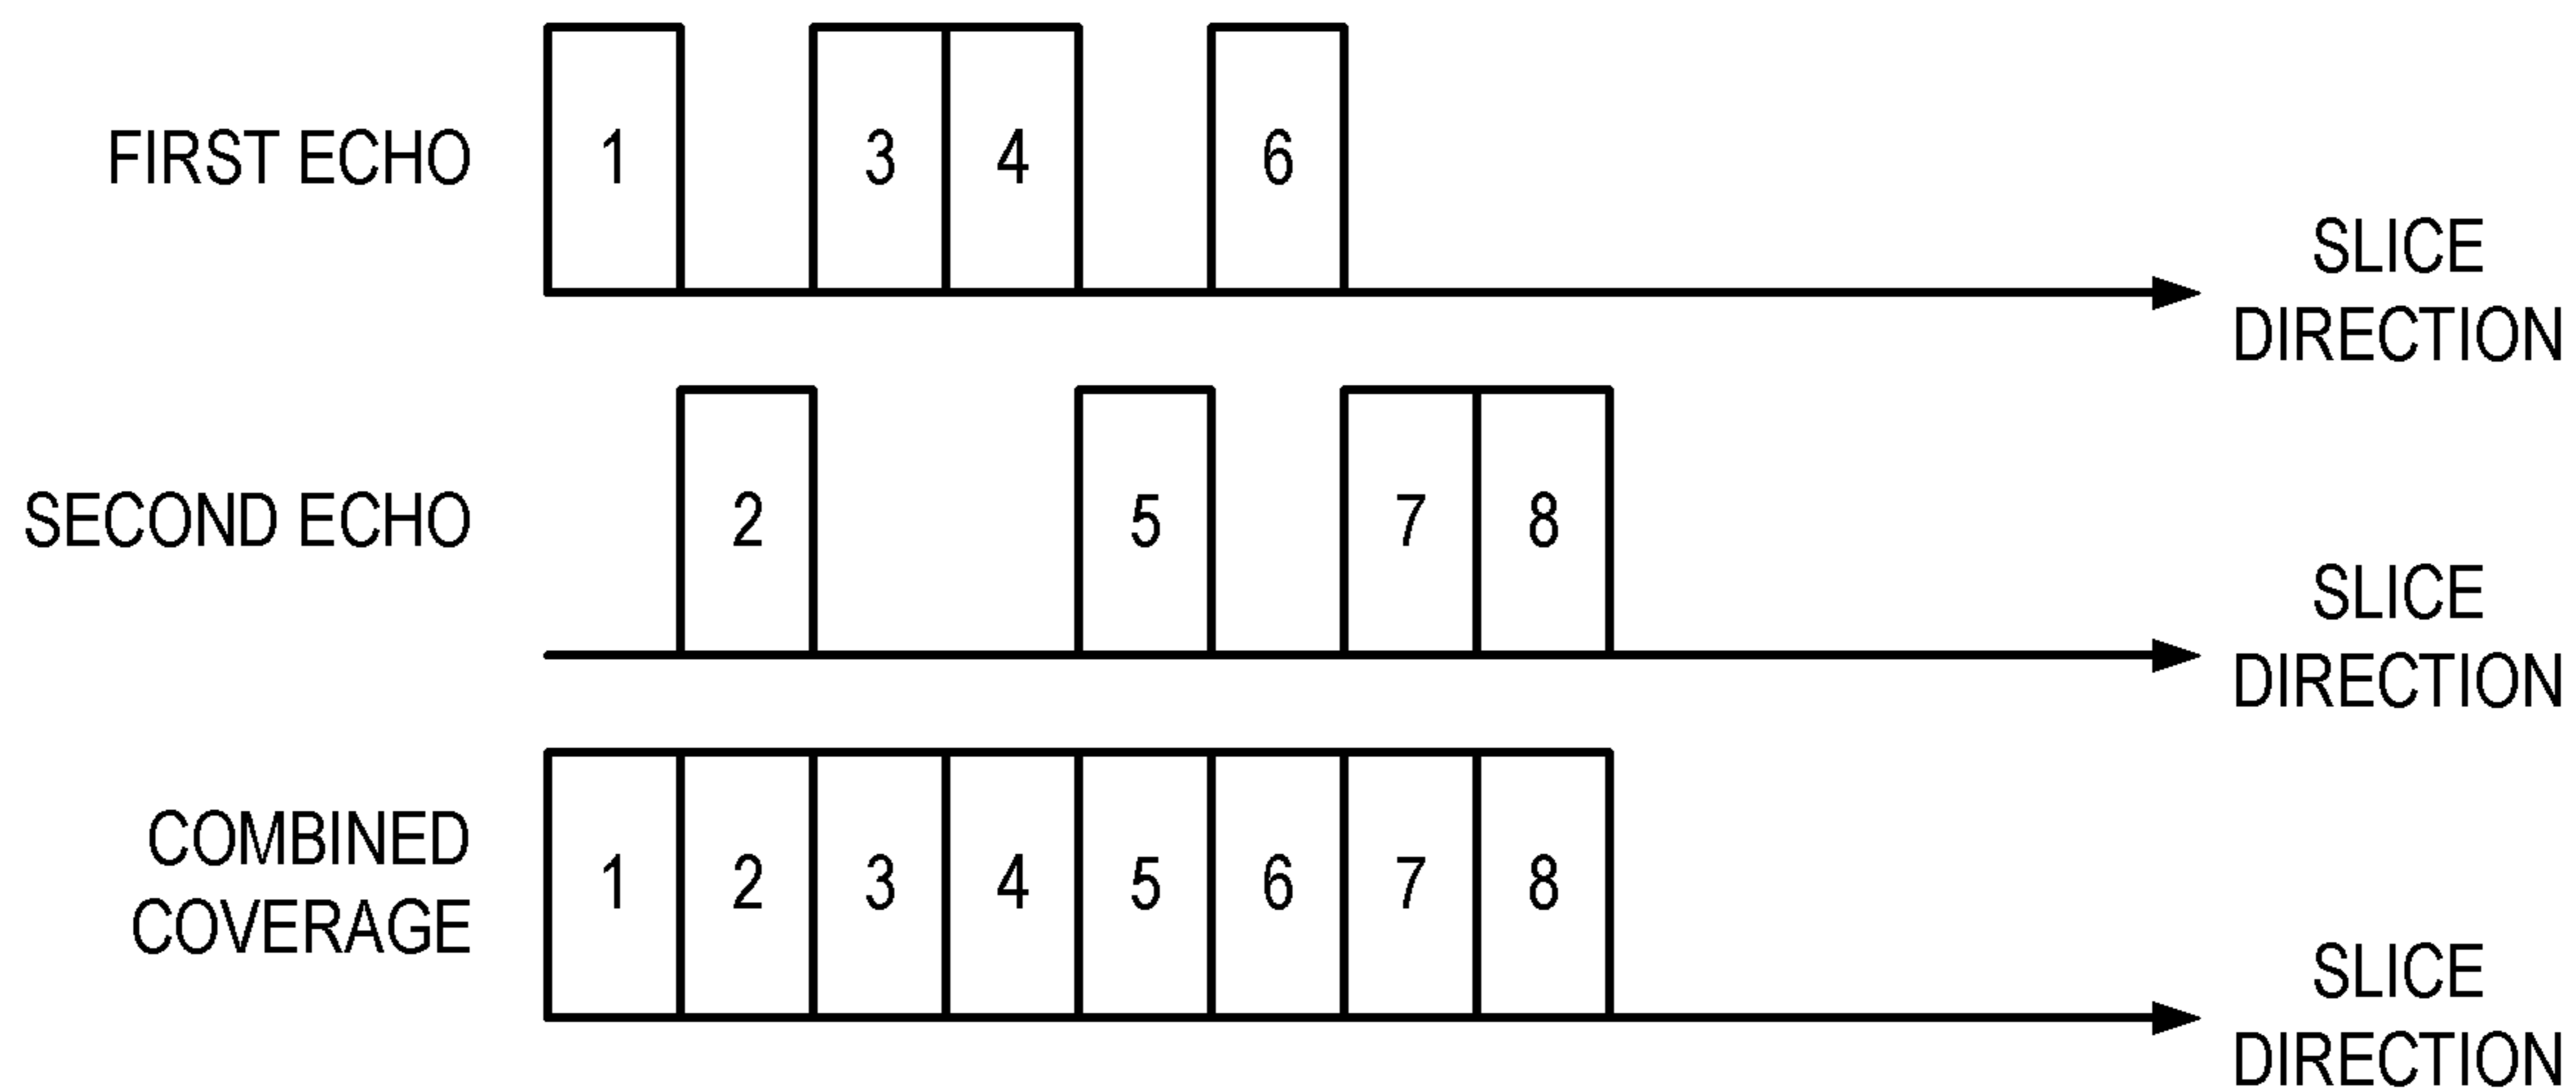 FIRST ECHO
1 3 4 6
SLICE
DIRECTION
SECOND ECHO
2 5 7 8
SLICE
DIRECTION
COMBINED
COVERAGE
1 2 3 4 5 6 7 8
SLICE
DIRECTION